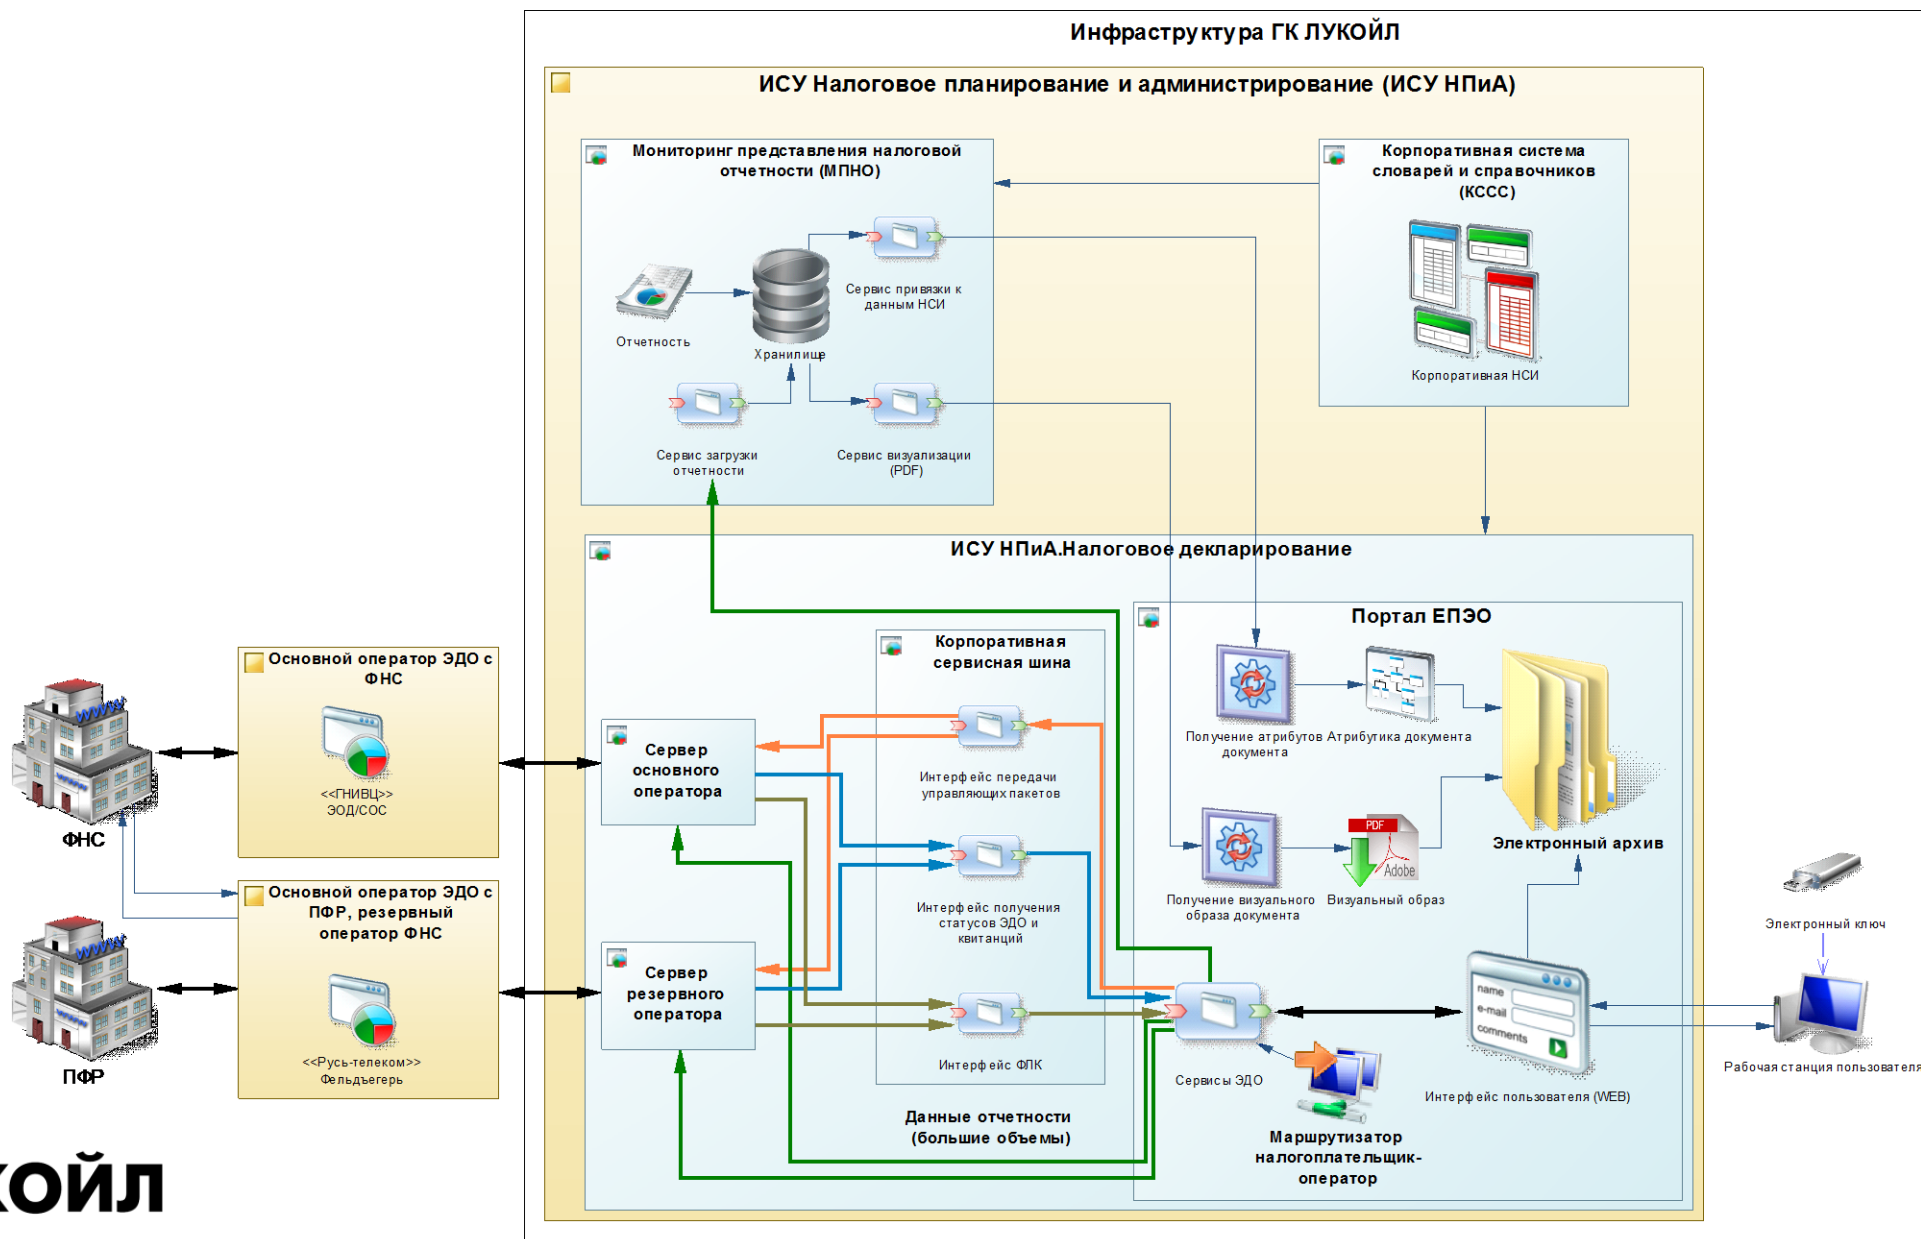 Инфраструктура ГК ЛУКОЙЛ
ИСУ Налоговое планирование и администрирование (ИСУ НПиА)
Мониторинг представления налоговой
отчетности (МПНО)
Корпоративная система
словарей и справочников
(КССС)
Сервис привязки к
данным НСИ
Отчетность
Хранилище
Корпоративная НСИ
Сервис загрузки
отчетности
Сервис визуализации
(PDF)
ИСУ НПиА.Налоговое декларирование
Портал ЕПЭО
Корпоративная
сервисная шина
Основной оператор ЭДО с
ФНС
<<ГНИВЦ>>
ЭОД/СОС
ФНС
Сервер
основного
оператора
Интерфейс передачи
управляющих пакетов
Получение атрибутов
документа
Атрибутика документа
PDF
Adobe
Электронный архив
Основной оператор ЭДО с
ПФР, резервный
оператор ФНС
<<Русь-телеком>>
Фельдъегерь
ПФР
Сервер
резервного
оператора
Интерфейс получения
статусов ЭДО и
квитанций
Получение визуального
образа документа
Визуальный образ
Электронный ключ
name
e-mail
comments
Интерфейс ФЛК
Сервисы ЭДО
Интерфейс пользователя (WEB)
Рабочая станция пользователя
Данные отчетности
(большие объемы)
Маршрутизатор
налогоплательщик-
оператор
КОЙЛ